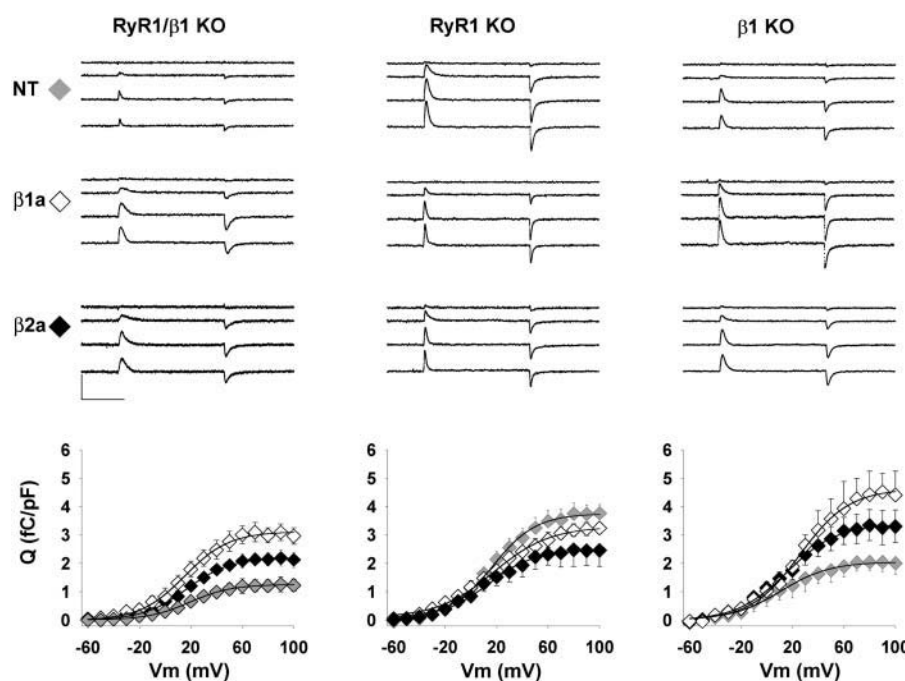 RyR1/β1 KO RyR1 KO β1 KO
NT
β1a
β2a
6 6 6
5 5 5
4 4 4
3 3 3
2 2 2
1 1 1
0 0 0
Q (fC/pF)
-60 -20 20 60 100 -60 -20 20 60 100 -60 -20 20 60 100
Vm (mV) Vm (mV) Vm (mV)